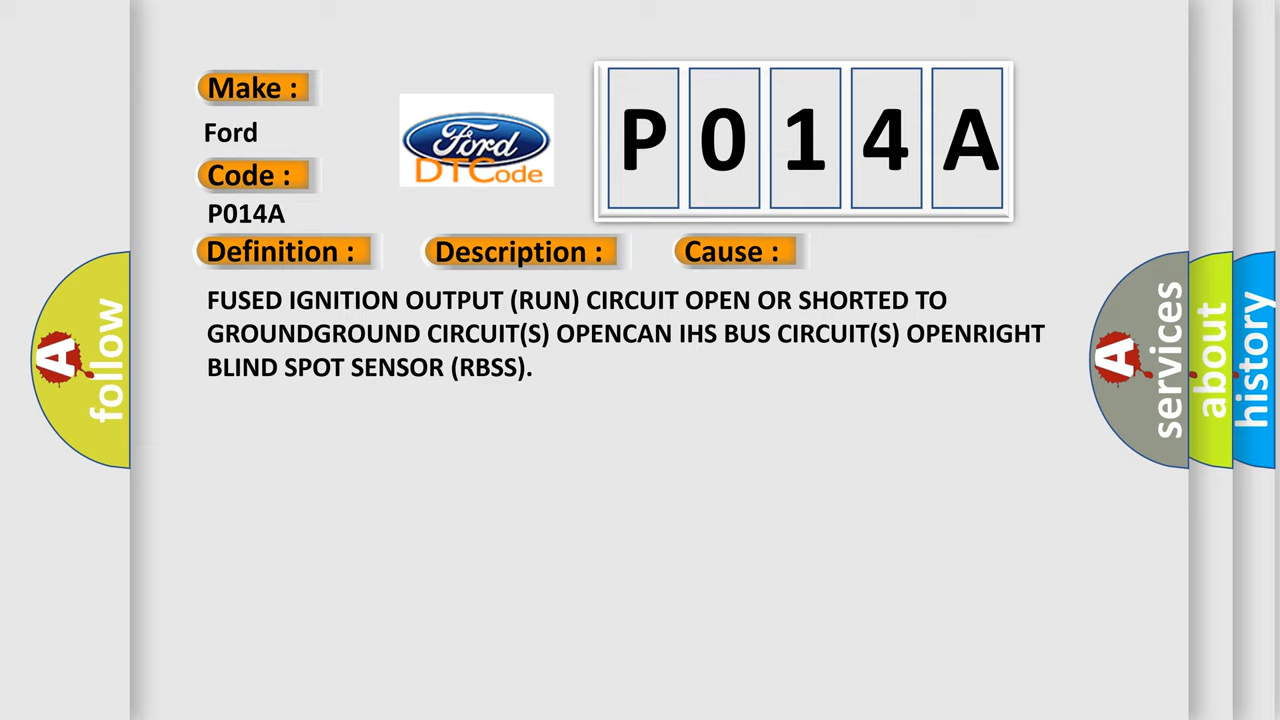 Make :
Ford
Ford
DTCode
P 0 1 4 A
Code :
P014A
Definition :
Description :
Cause :
FUSED IGNITION OUTPUT (RUN) CIRCUIT OPEN OR SHORTED TO
GROUNDGROUND CIRCUIT(S) OPENCAN IHS BUS CIRCUIT(S) OPENRIGHT
BLIND SPOT SENSOR (RBSS).
A follow
A services
about
history